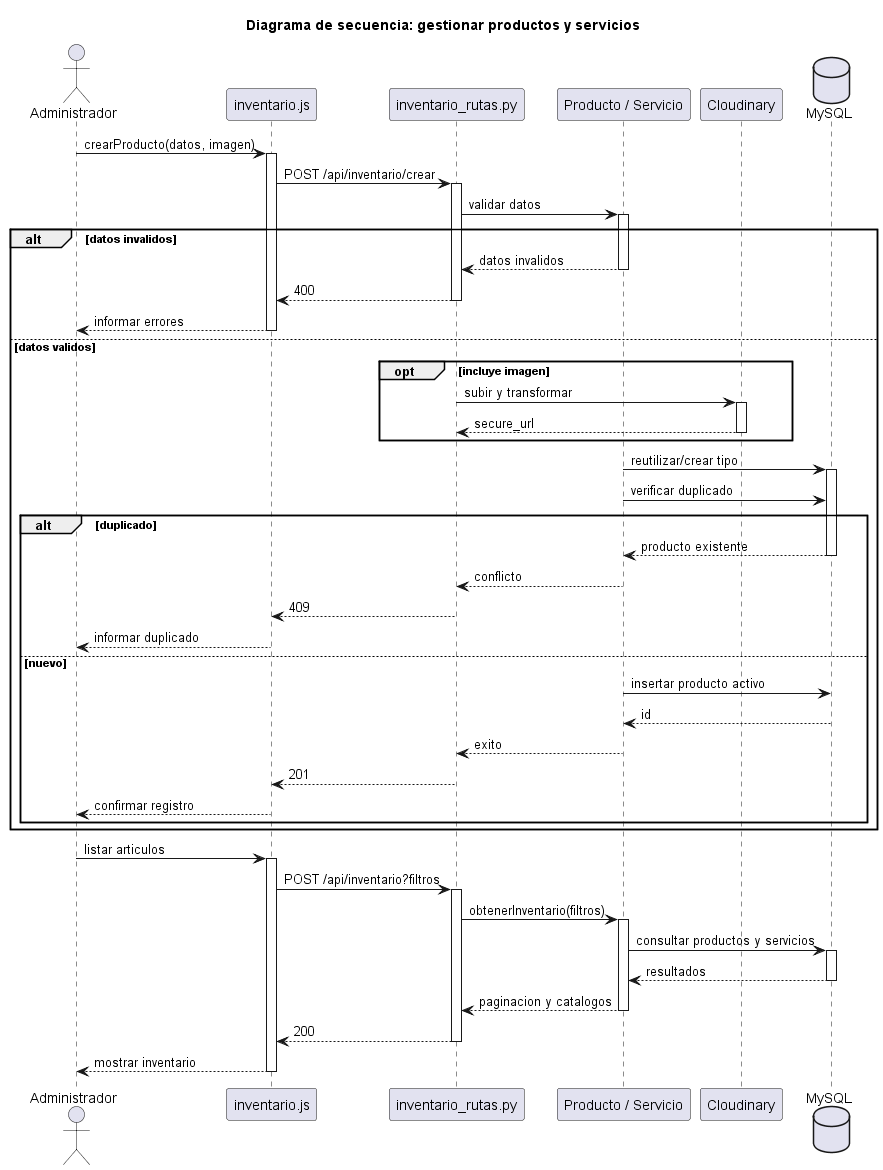 Diagrama de secuencia: gestionar productos y servicios
Administrador
inventario.js
inventario_rutas.py
Producto / Servicio
Cloudinary
MySQL
crearProducto(datos, imagen)
POST /api/inventario/crear
validar datos
alt
[datos invalidos]
datos invalidos
400
informar errores
[datos validos]
opt
[incluye imagen]
subir y transformar
secure_url
reutilizar/crear tipo
verificar duplicado
alt
[duplicado]
producto existente
conflicto
409
informar duplicado
[nuevo]
insertar producto activo
id
exito
201
confirmar registro
listar articulos
POST /api/inventario?filtros
obtenerInventario(filtros)
consultar productos y servicios
resultados
paginacion y catalogos
200
mostrar inventario
Administrador
inventario.js
inventario_rutas.py
Producto / Servicio
Cloudinary
MySQL